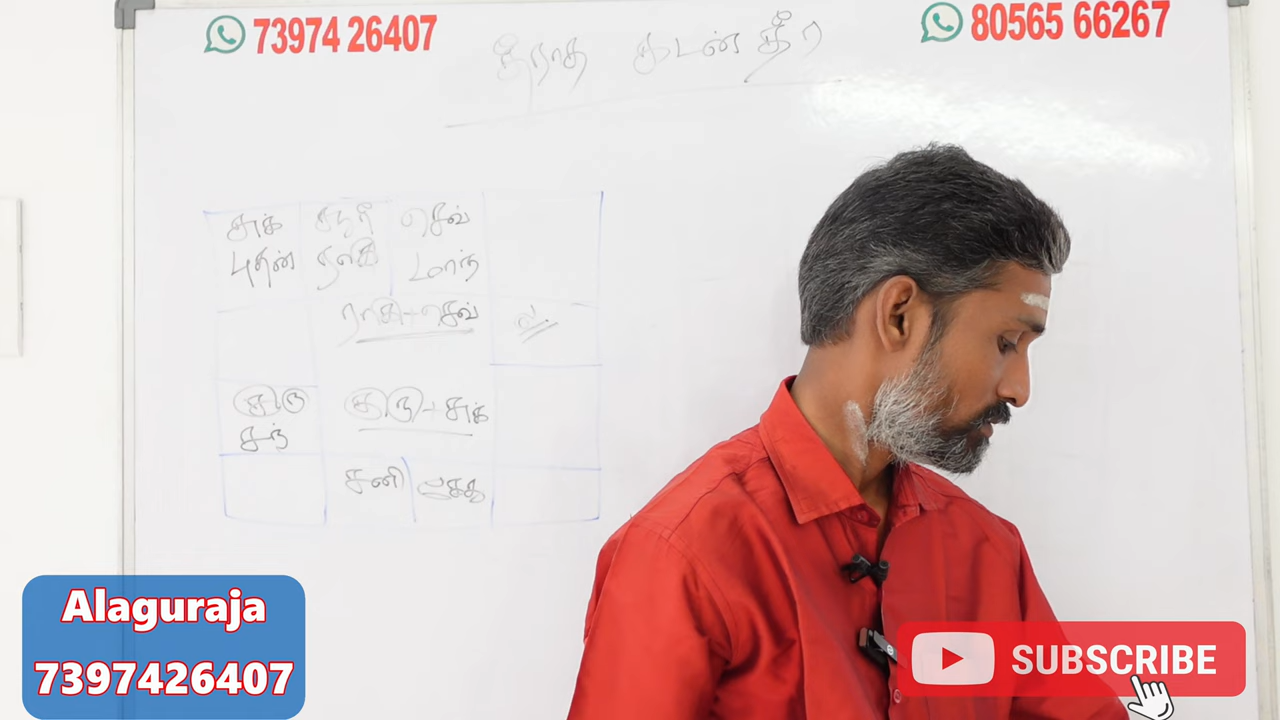 73974 26407
80565 66267
தீராத கடன் தீர
சுக் சூரி செவ்
புதன் மாந்
ராகு+செவ் ல
குரு குரு+சுக்
சந்
சனி கேது
Alaguraja
7397426407
SUBSCRIBE